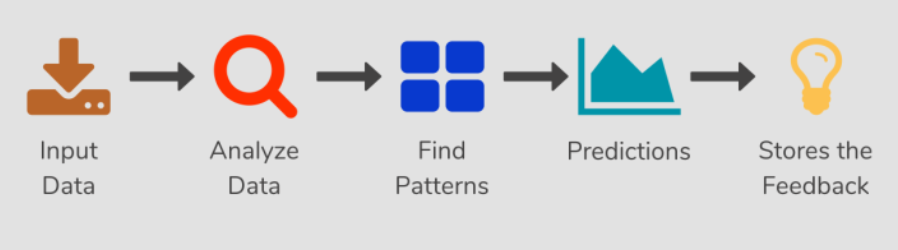 Input
Data
Analyze
Data
Find
Patterns
Predictions
Stores the
Feedback